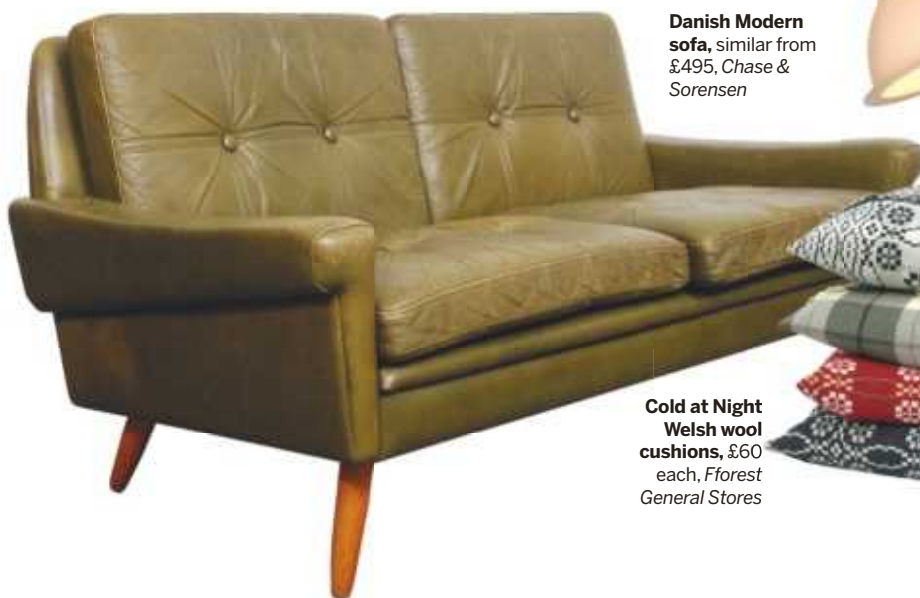 Danish Modern
sofa, similar from
£495, Chase &
Sorensen
Cold at Night
Welsh wool
cushions, £60
each, Fforest
General Stores